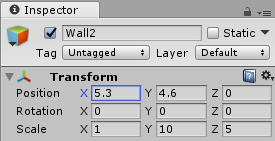 Inspector
Wall2 Static
Tag Untagged Layer Default
Transform
Position X 5.3 Y 4.6 Z 0
Rotation X 0 Y 0 Z 0
Scale X 1 Y 10 Z 5